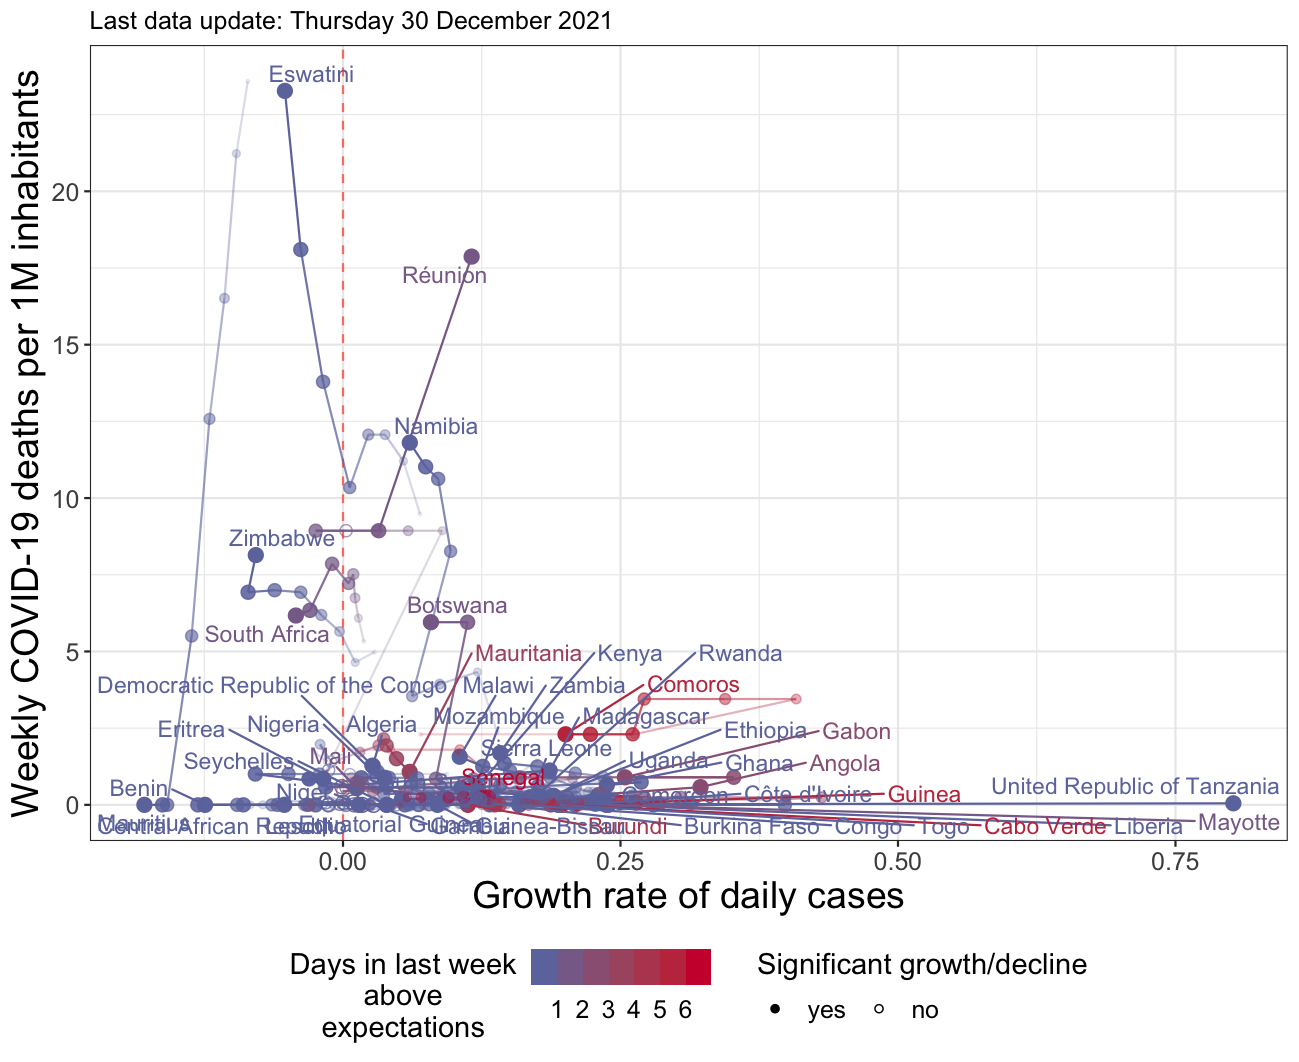 Last data update: Thursday 30 December 2021
Weekly COVID-19 deaths per 1M inhabitants
20
15
10
5
0
Eswatini
Réunion
Namibia
Zimbabwe
Botswana
South Africa
Mauritania
Kenya
Rwanda
Democratic Republic of the Congo
Malawi
Zambia
Comoros
Eritrea
Nigeria
Algeria
Mozambique
Madagascar
Ethiopia
Gabon
Seychelles
Mali
Sierra Leone
Uganda
Ghana
Angola
Benin
Niger
Senegal
Cameroon
Côte d'Ivoire
Guinea
United Republic of Tanzania
Mauritius
Central African Republic
Lesotho
Equatorial Guinea
Gambia
Guinea-Bissau
Burundi
Burkina Faso
Congo
Togo
Cabo Verde
Liberia
Mayotte
0.00
0.25
0.50
0.75
Growth rate of daily cases
Days in last week
above
expectations
1 2 3 4 5 6
Significant growth/decline
yes
no